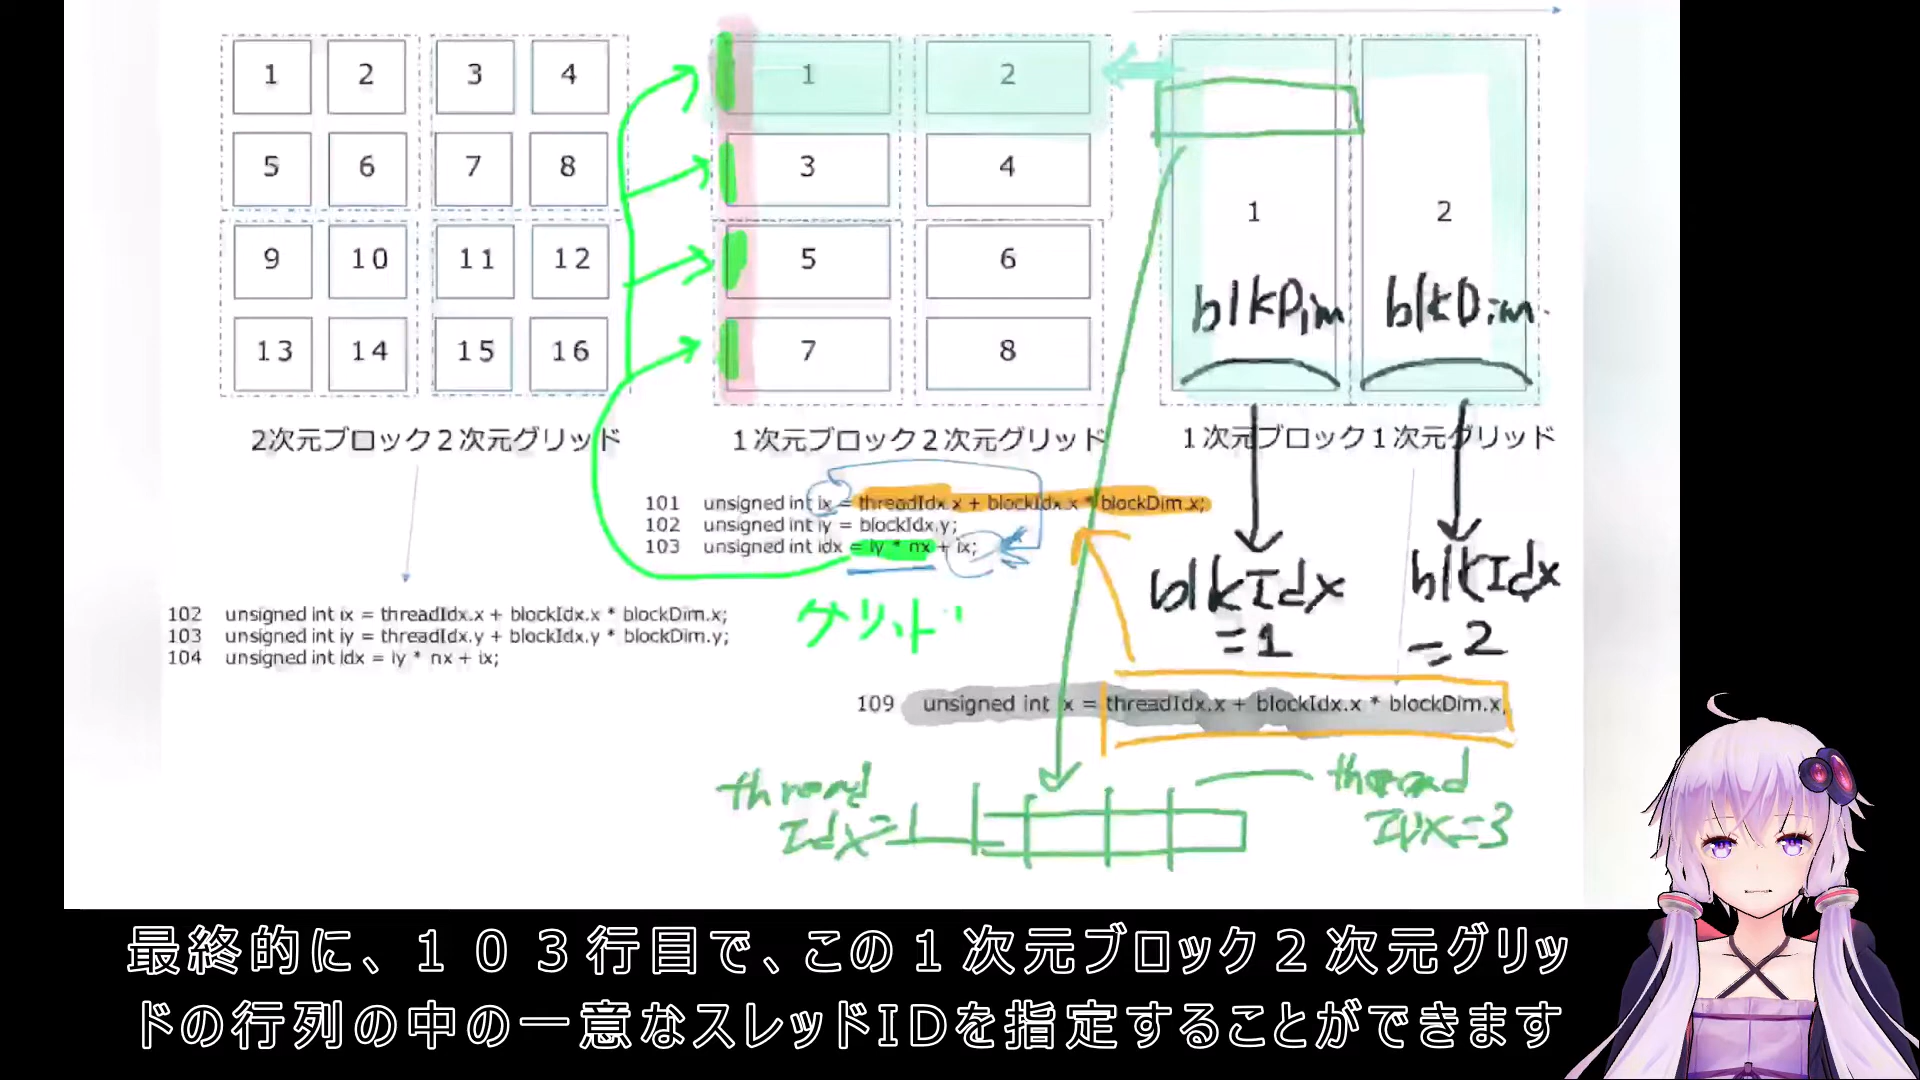 1 2 3 4
5 6 7 8
9 10 11 12
13 14 15 16
2次元ブロック2次元グリッド
1 2
3 4
5 6
7 8
1次元ブロック2次元グリッド
1 2
blkDim blkDim.
1次元ブロック1次元グリッド
101 unsigned int ix = threadIdx.x + blockIdx.x * blockDim.x;
102 unsigned int iy = blockIdx.y;
103 unsigned int idx = iy * nx + ix;
グリッド
102 unsigned int ix = threadIdx.x + blockIdx.x * blockDim.x;
103 unsigned int iy = threadIdx.y + blockIdx.y * blockDim.y;
104 unsigned int idx = iy * nx + ix;
blkIdx
=1
blkIdx
=2
109 unsigned int ix = threadIdx.x + blockIdx.x * blockDim.x;
thread
Idx=1
thread
Idx=3
最終的に、１０３行目で、この１次元ブロック２次元グリッ
ドの行列の中の一意なスレッドIDを指定することができます